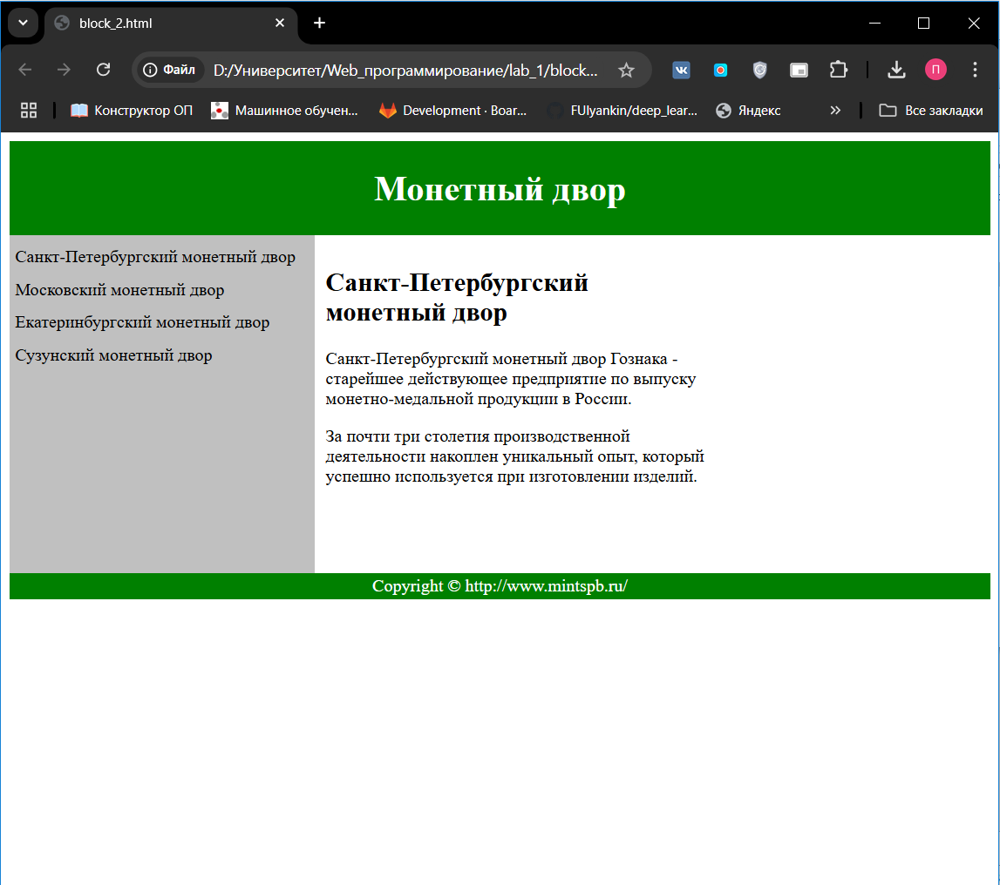 block_2.html
Файл
D:/Университет/Web_программирование/lab_1/block...
П
Конструктор ОП
Машинное обучен...
Development · Boar...
FUlyankin/deep_lear...
Яндекс
Все закладки
Монетный двор
Санкт-Петербургский монетный двор
Московский монетный двор
Екатеринбургский монетный двор
Сузунский монетный двор
Санкт-Петербургский
монетный двор
Санкт-Петербургский монетный двор Гознака -
старейшее действующее предприятие по выпуску
монетно-медальной продукции в России.
За почти три столетия производственной
деятельности накоплен уникальный опыт, который
успешно используется при изготовлении изделий.
Copyright © http://www.mintspb.ru/